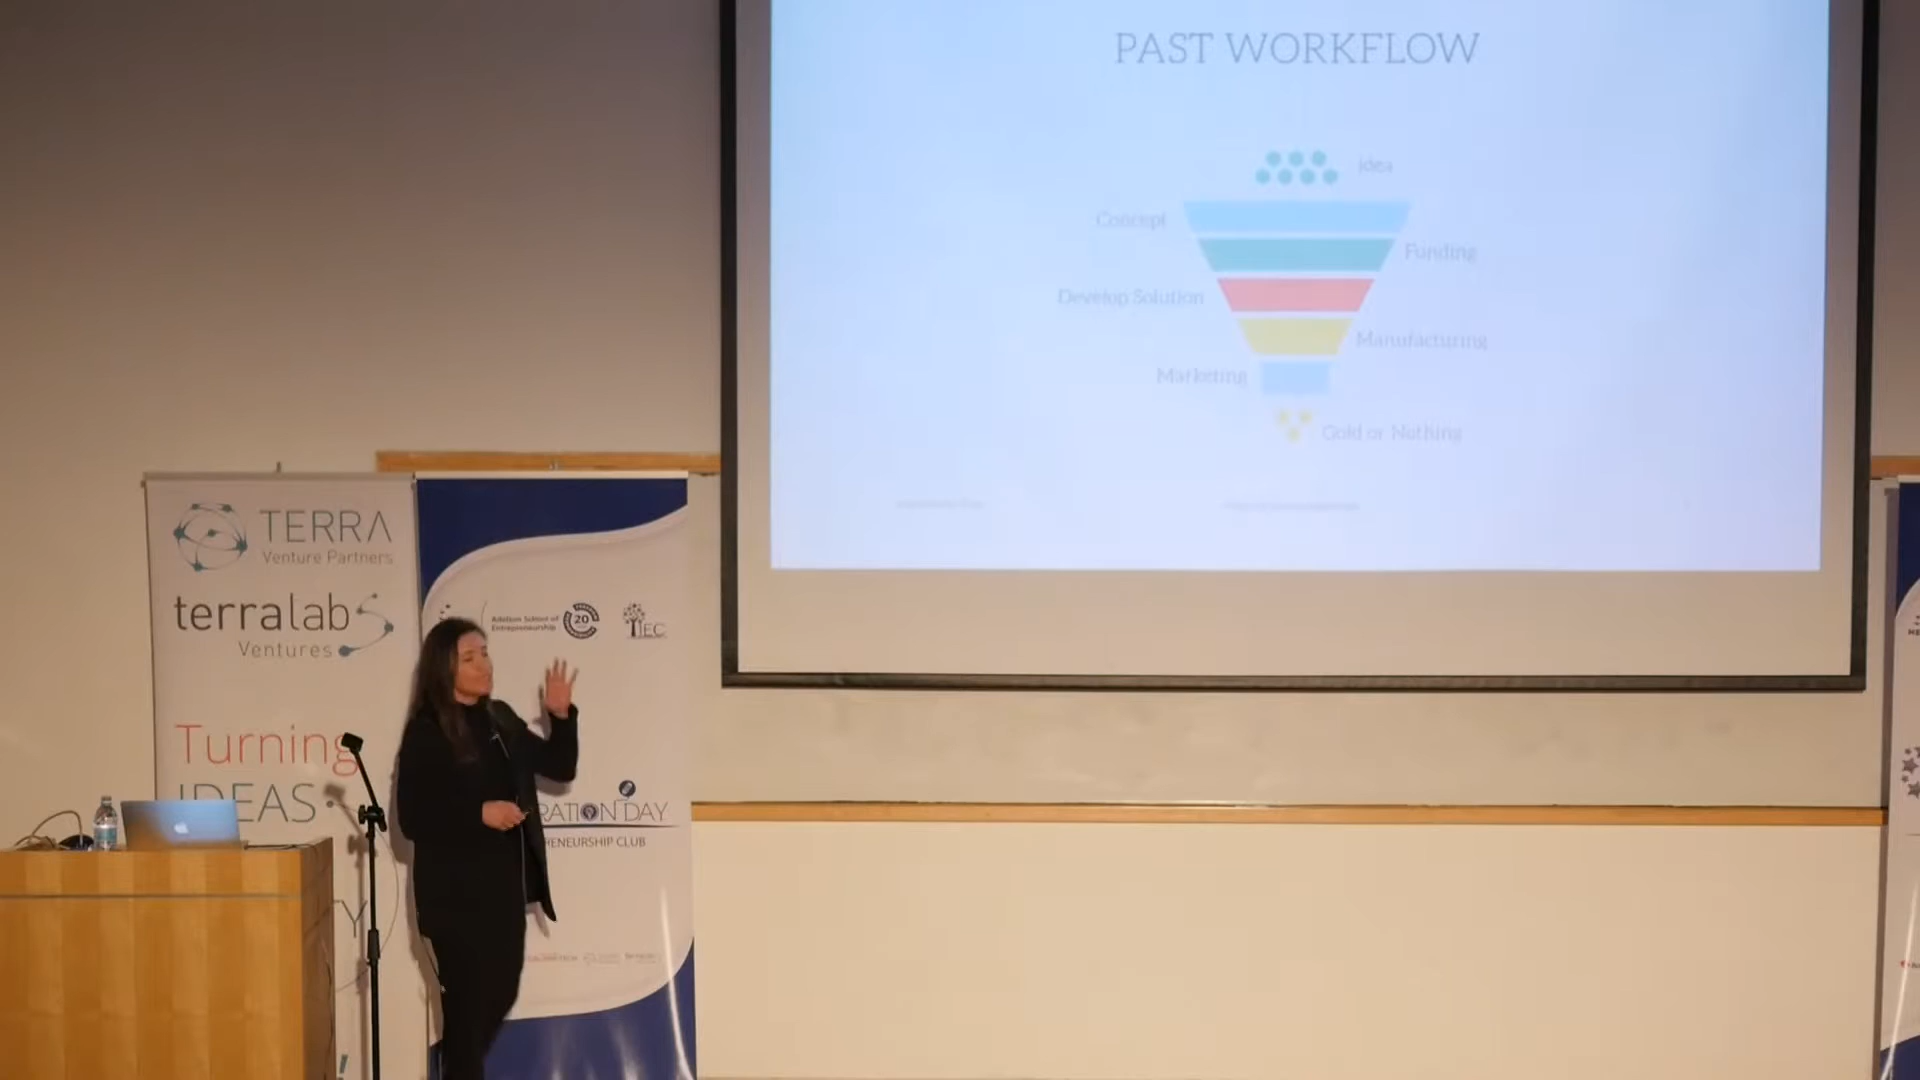 PAST WORKFLOW
Idea
Concept
Funding
Develop Solution
Manufacturing
Marketing
Gold or Nothing
TERRA
Venture Partners
terralabs
Ventures
Turning
IDEAS
Adelson School of
Entrepreneurship
20
IEC
RATION DAY
RENEURSHIP CLUB